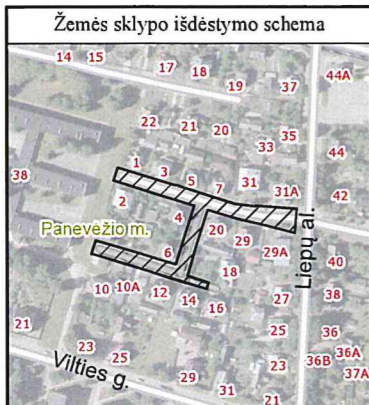 Žemės sklypo išdėstymo schema
14 15
17 18
19 37 44A
22 21 20
35
33 44
1 3
38 5 7 31
31A 42
2 4
Panevėžio m. 20 29
Liepų al.
6 29A 40
18
10 10A 12 14 27 38
16
21 25 36
23 25 36B 36A
23 37A
Vilties g. 29 31 21